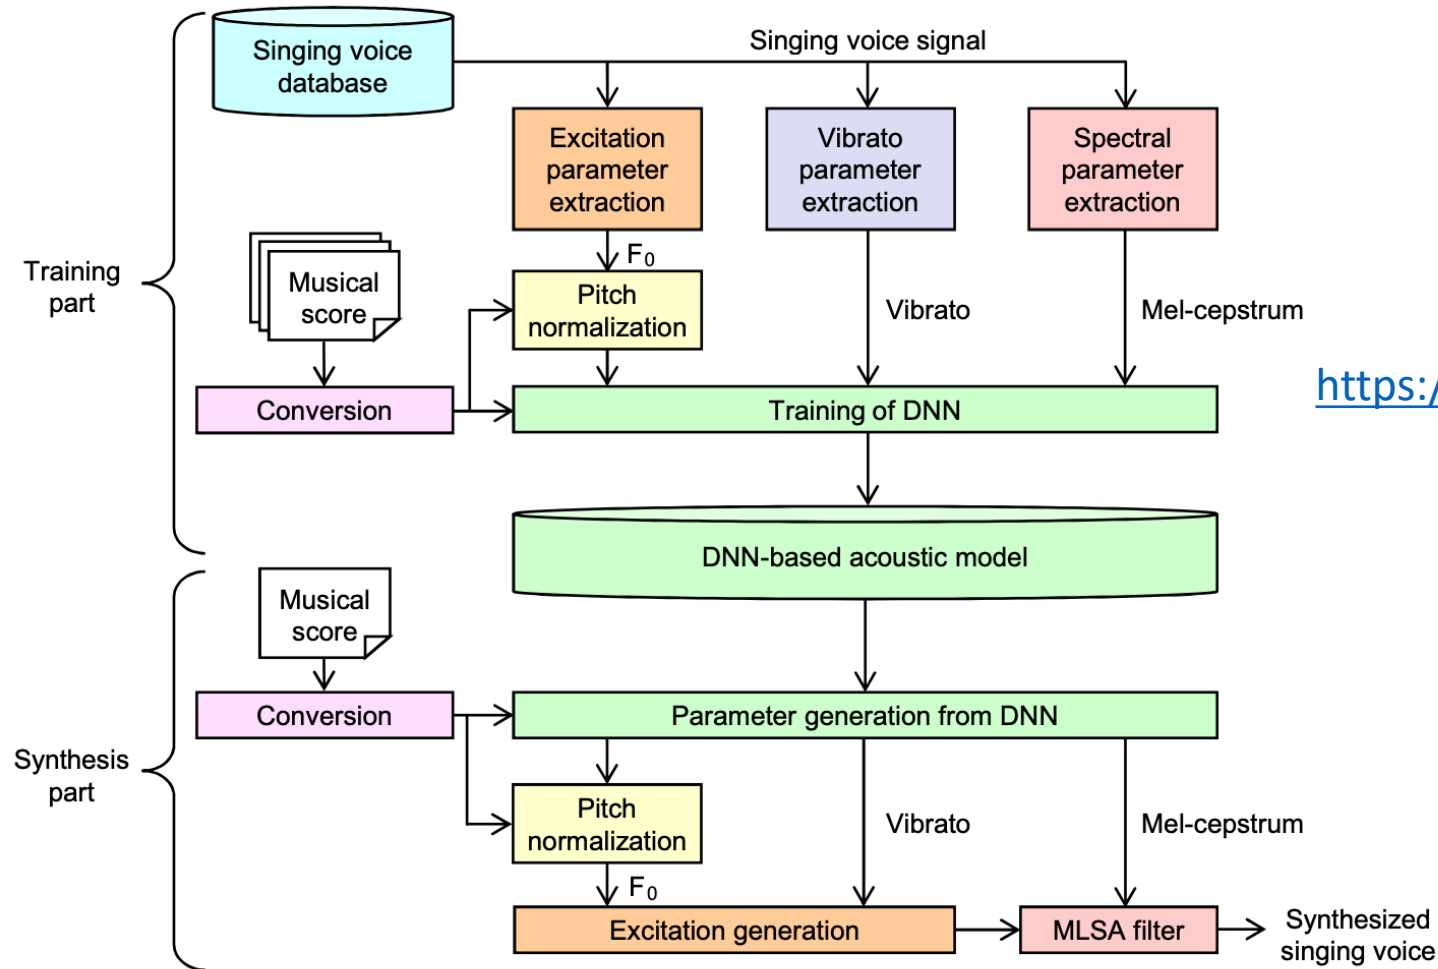 Singing voice
database
Singing voice signal
Excitation
parameter
extraction
Vibrato
parameter
extraction
Spectral
parameter
extraction
Training
part
Musical
score
F₀
Pitch
normalization
Vibrato
Mel-cepstrum
Conversion
Training of DNN
https:/
DNN-based acoustic model
Synthesis
part
Musical
score
Conversion
Parameter generation from DNN
Pitch
normalization
Vibrato
Mel-cepstrum
F₀
Excitation generation
MLSA filter
Synthesized
singing voice